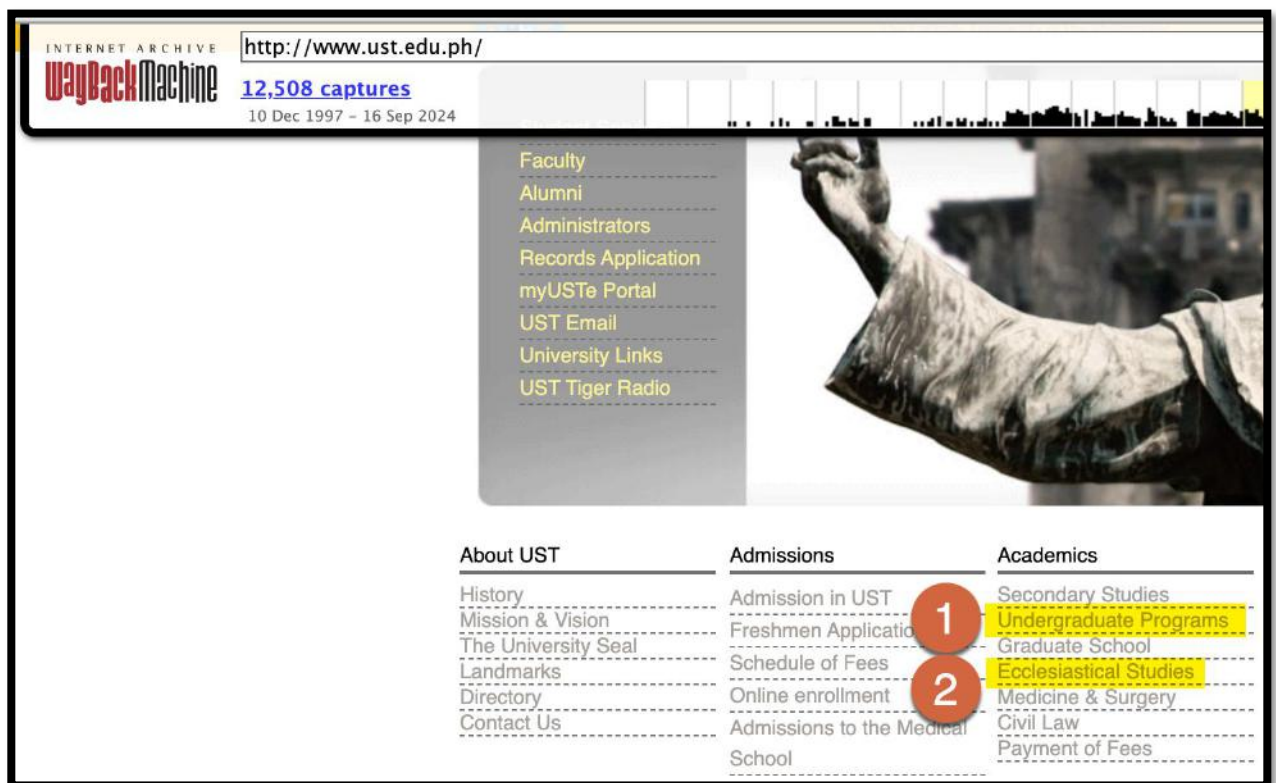 INTERNET ARCHIVE
WayBackMachine
http://www.ust.edu.ph/
12,508 captures
10 Dec 1997 – 16 Sep 2024
Faculty
Alumni
Administrators
Records Application
myUSTe Portal
UST Email
University Links
UST Tiger Radio
About UST
History
Mission & Vision
The University Seal
Landmarks
Directory
Contact Us
Admissions
Admission in UST
Freshmen Applicatio
Schedule of Fees
Online enrollment
Admissions to the Medical
School
1
2
Academics
Secondary Studies
Undergraduate Programs
Graduate School
Ecclesiastical Studies
Medicine & Surgery
Civil Law
Payment of Fees